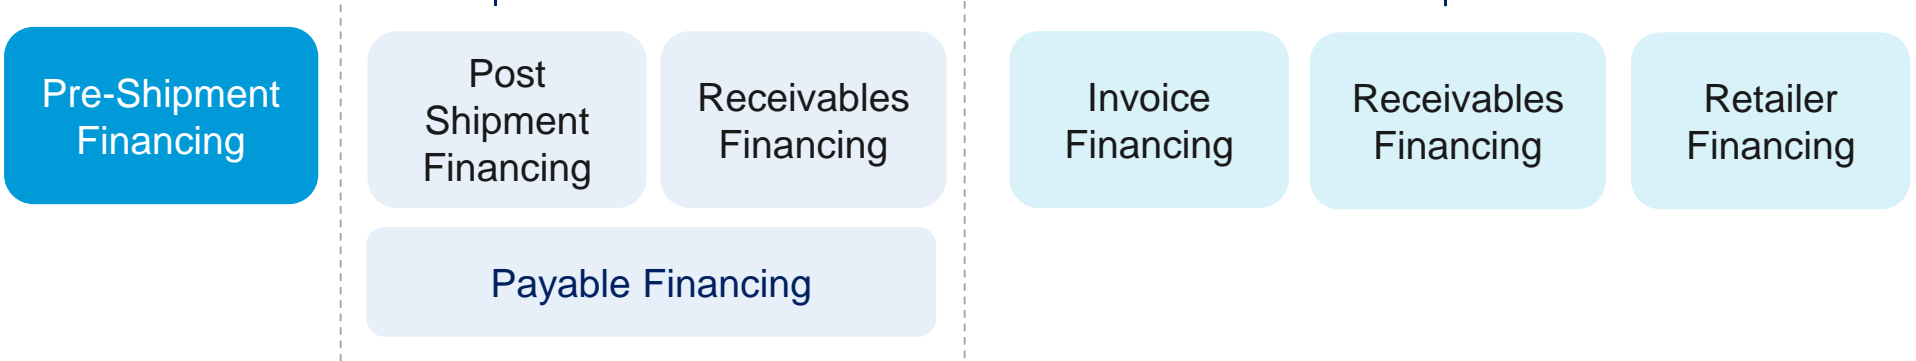 Pre-Shipment
Financing
Post
Shipment
Financing
Receivables
Financing
Payable Financing
Invoice
Financing
Receivables
Financing
Retailer
Financing